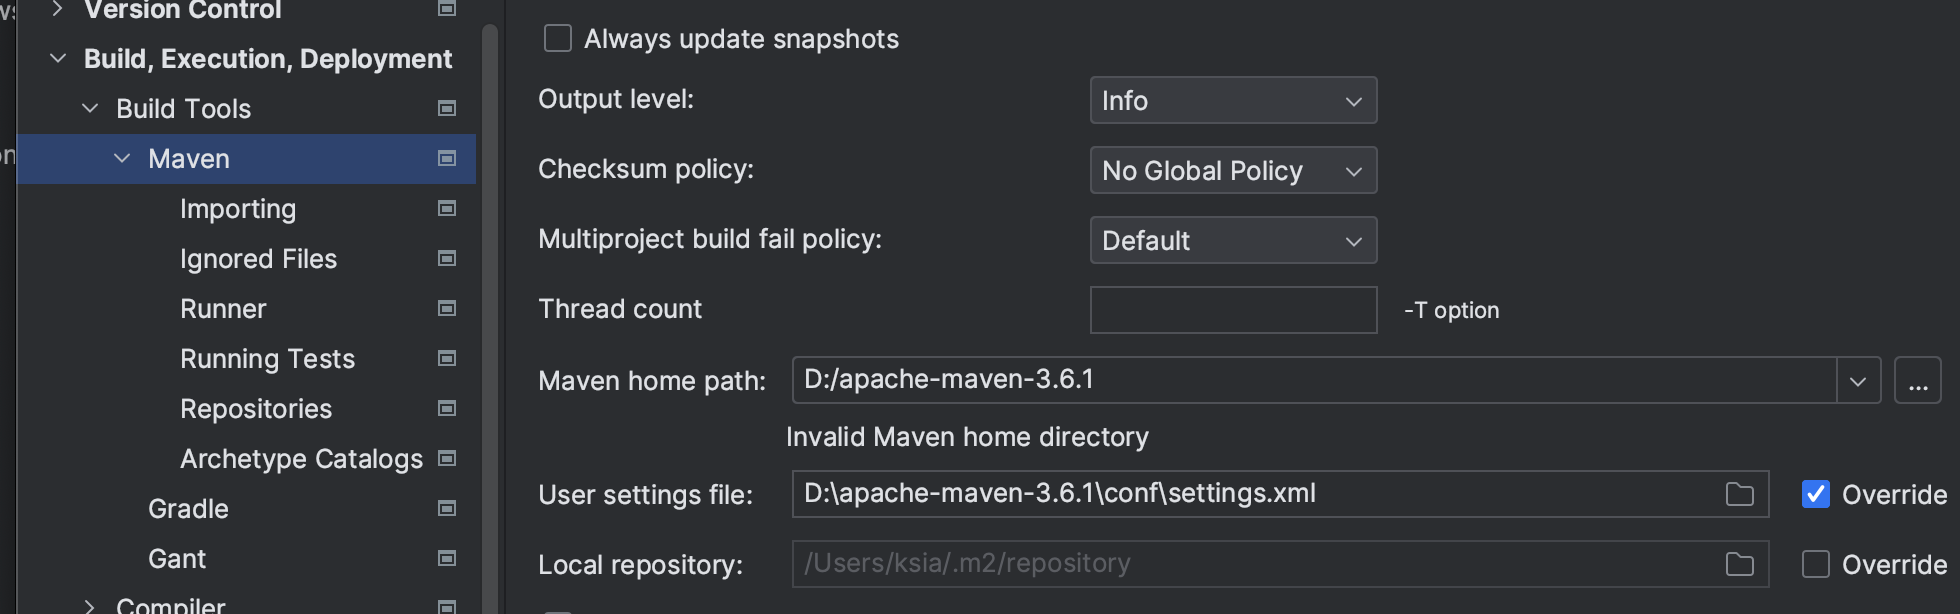 Version Control
Build, Execution, Deployment
Build Tools
Maven
Importing
Ignored Files
Runner
Running Tests
Repositories
Archetype Catalogs
Gradle
Gant
Compiler
Always update snapshots
Output level: Info
Checksum policy: No Global Policy
Multiproject build fail policy: Default
Thread count -T option
Maven home path: D:/apache-maven-3.6.1 ...
Invalid Maven home directory
User settings file: D:\apache-maven-3.6.1\conf\settings.xml Override
Local repository: /Users/ksia/.m2/repository Override